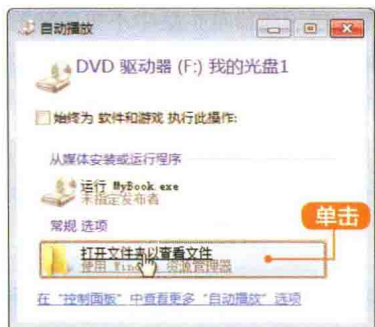 自动播放
DVD 驱动器 (F:) 我的光盘1
始终为 软件和游戏 执行此操作:
从媒体安装或运行程序
运行 MyBook.exe
未指定发布者
常规 选项
打开文件夹以查看文件
单击
使用 Windows 资源管理器
在 "控制面板" 中查看更多 "自动播放" 选项